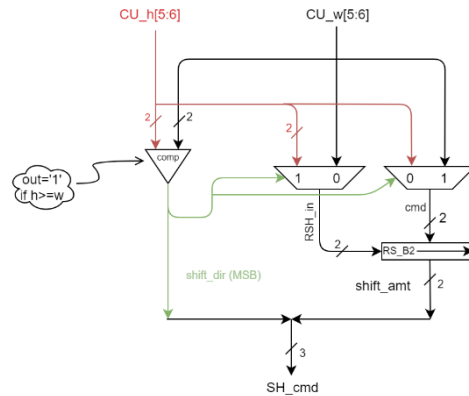 CU_h[5:6]
CU_w[5:6]
2
2
2
comp
out='1'
if h>=w
1 0
0 1
RSH_in
cmd
2
2
RS_B2
shift_dir (MSB)
shift_amt
2
3
SH_cmd